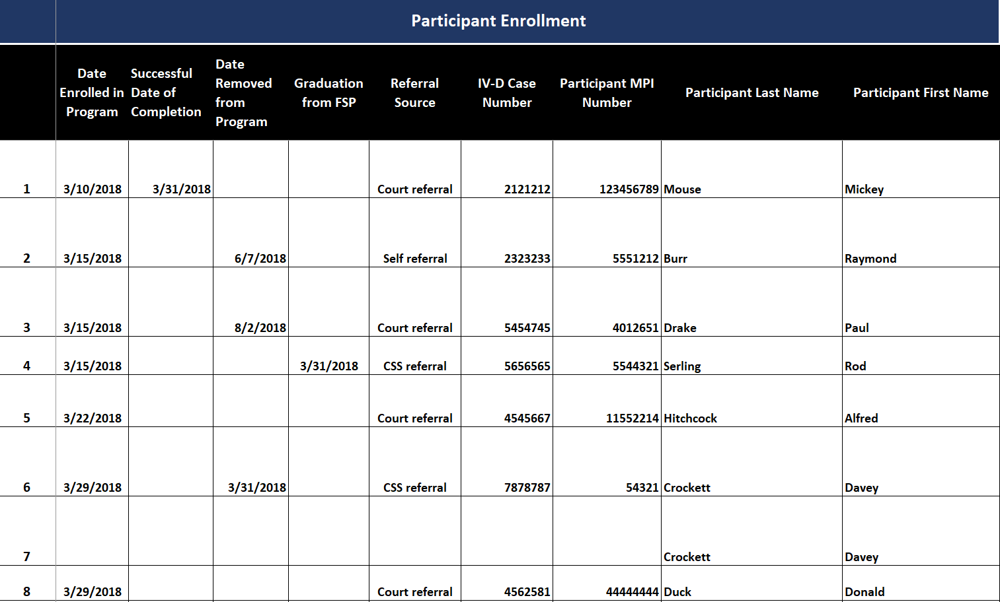 Participant Enrollment
Date Enrolled in Program Successful Date of Completion Date Removed from Program Graduation from FSP Referral Source IV-D Case Number Participant MPI Number Participant Last Name Participant First Name
1 3/10/2018 3/31/2018 Court referral 2121212 123456789 Mouse Mickey
2 3/15/2018 6/7/2018 Self referral 2323233 5551212 Burr Raymond
3 3/15/2018 8/2/2018 Court referral 5454745 4012651 Drake Paul
4 3/15/2018 3/31/2018 CSS referral 5656565 5544321 Serling Rod
5 3/22/2018 Court referral 4545667 11552214 Hitchcock Alfred
6 3/29/2018 3/31/2018 CSS referral 7878787 54321 Crockett Davey
7 Crockett Davey
8 3/29/2018 Court referral 4562581 44444444 Duck Donald